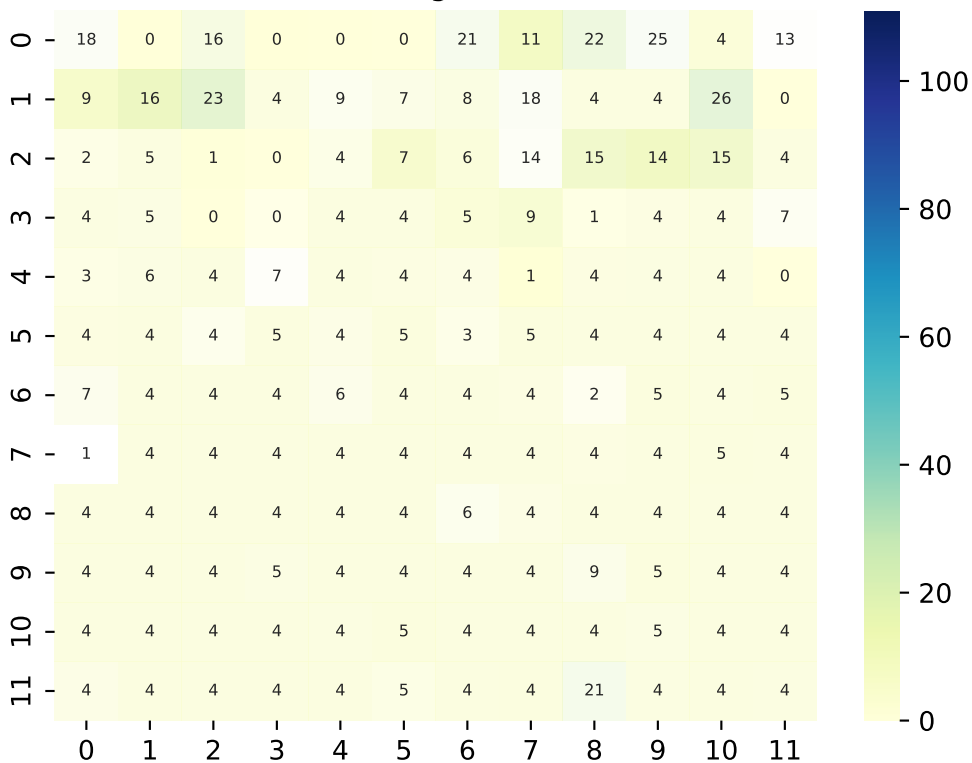 0 18 0 16 0 0 0 21 11 22 25 4 13
1 9 16 23 4 9 7 8 18 4 4 26 0
2 2 5 1 0 4 7 6 14 15 14 15 4
3 4 5 0 0 4 4 5 9 1 4 4 7
4 3 6 4 7 4 4 4 1 4 4 4 0
5 4 4 4 5 4 5 3 5 4 4 4 4
6 7 4 4 4 6 4 4 4 2 5 4 5
7 1 4 4 4 4 4 4 4 4 4 5 4
8 4 4 4 4 4 4 6 4 4 4 4 4
9 4 4 4 5 4 4 4 4 9 5 4 4
10 4 4 4 4 4 5 4 4 4 5 4 4
11 4 4 4 4 4 5 4 4 21 4 4 4
0 1 2 3 4 5 6 7 8 9 10 11
100
80
60
40
20
0